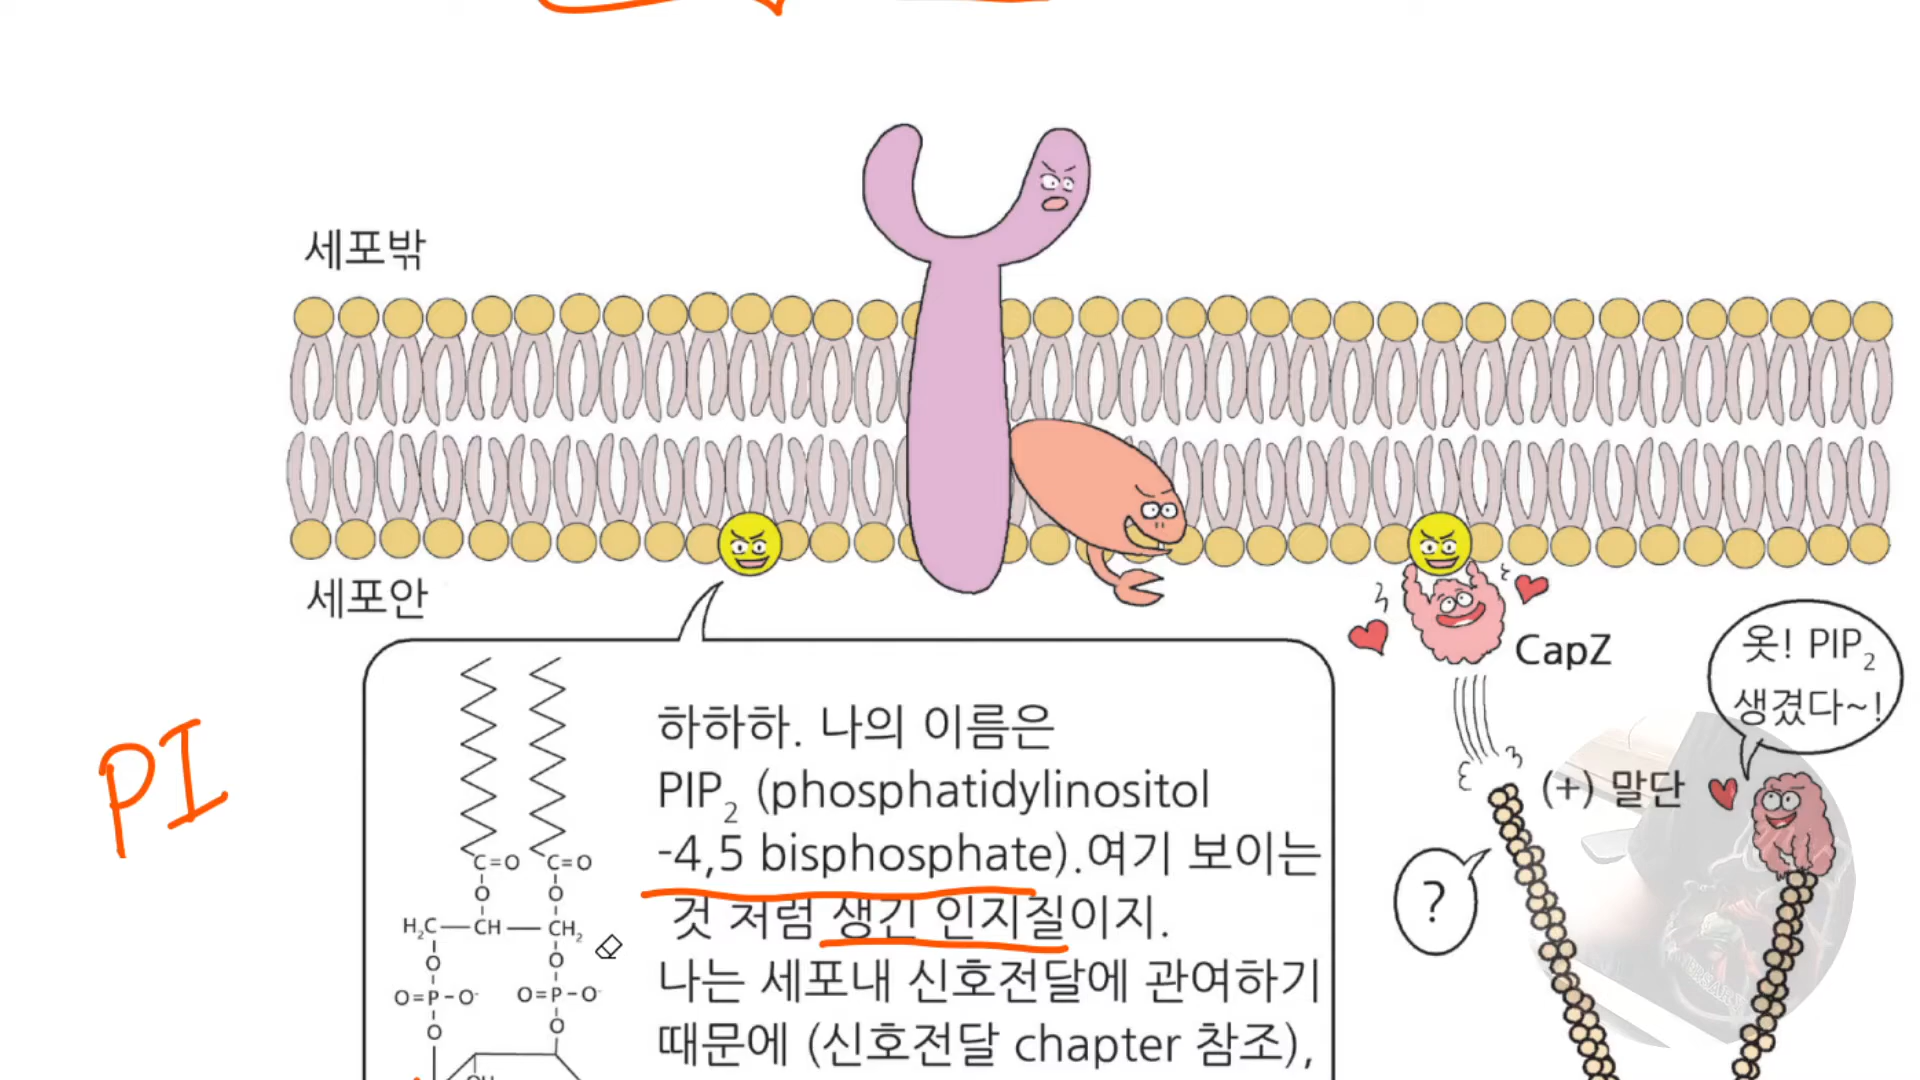 세포밖
세포안
CapZ
옷! PIP2
생겼다~!
(+) 말단
?
PI
하하하. 나의 이름은
PIP2 (phosphatidylinositol
-4,5 bisphosphate).여기 보이는
것 처럼 생긴 인지질이지.
나는 세포내 신호전달에 관여하기
때문에 (신호전달 chapter 참조),
C=O C=O
O O
H2C—CH—CH2
O O
O=P-O- O=P-O-
O O
OH